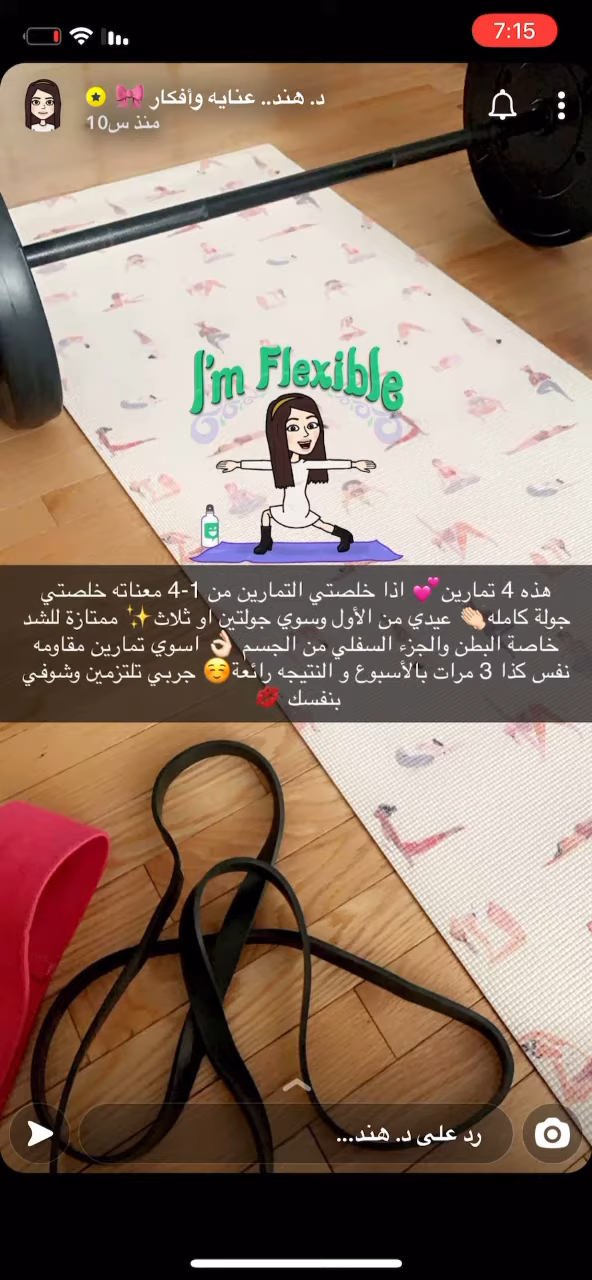 7:15
د. هند.. عنايه وأفكار 🎀
منذ س10
I'm Flexible
هذه 4 تمارين💕 اذا خلصتي التمارين من 1-4 معناته خلصتي
جولة كامله👏🏻 عيدي من الأول وسوي جولتين او ثلاث✨ ممتازة للشد
خاصة البطن والجزء السفلي من الجسم👌🏻 اسوي تمارين مقاومه
نفس كذا 3 مرات بالأسبوع و النتيجه رائعة☺️ جربي تلتزمين وشوفي
بنفسك 💋
رد على د. هند...